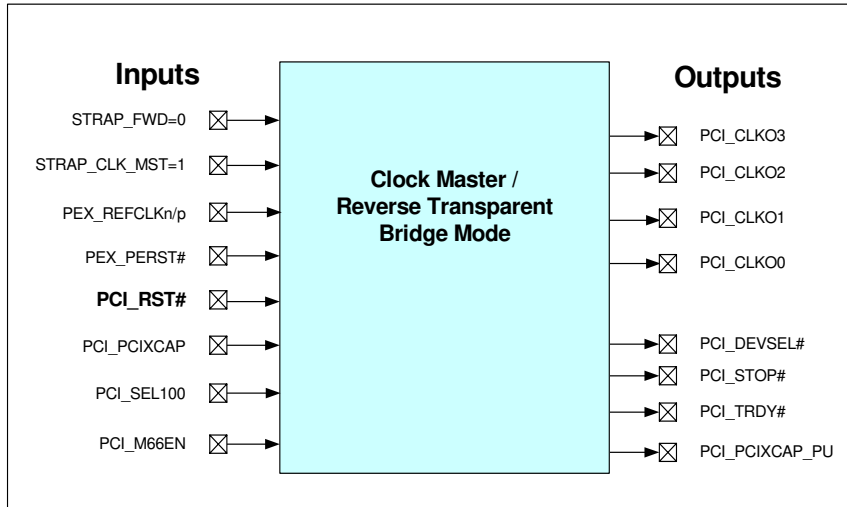 Inputs
STRAP_FWD=0
STRAP_CLK_MST=1
PEX_REFCLKn/p
PEX_PERST#
PCI_RST#
PCI_PCIXCAP
PCI_SEL100
PCI_M66EN
Clock Master /
Reverse Transparent
Bridge Mode
Outputs
PCI_CLKO3
PCI_CLKO2
PCI_CLKO1
PCI_CLKO0
PCI_DEVSEL#
PCI_STOP#
PCI_TRDY#
PCI_PCIXCAP_PU